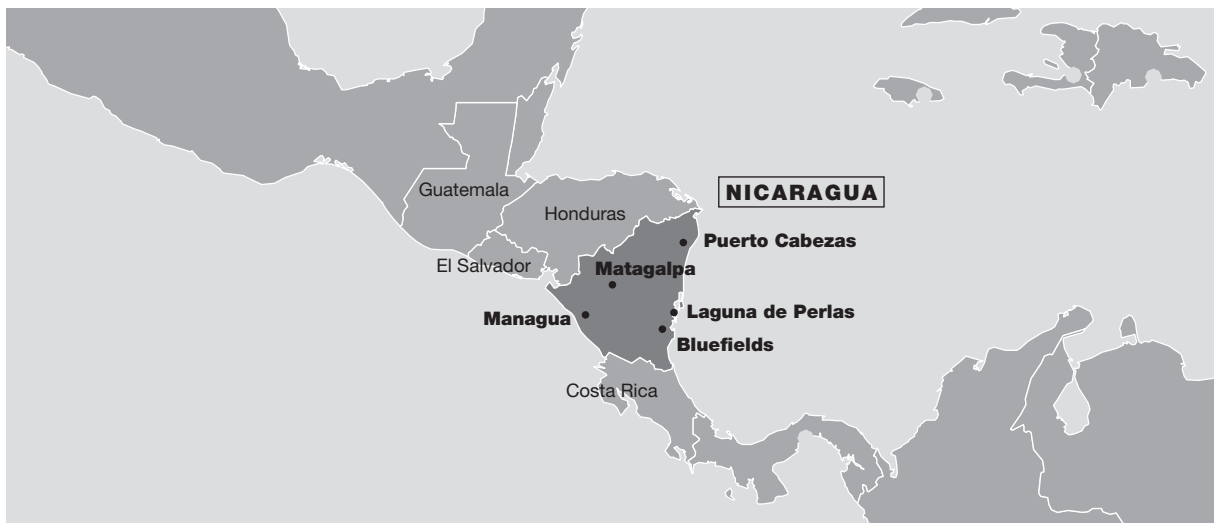 NICARAGUA
Guatemala
Honduras
Puerto Cabezas
El Salvador
Matagalpa
Managua
Laguna de Perlas
Bluefields
Costa Rica